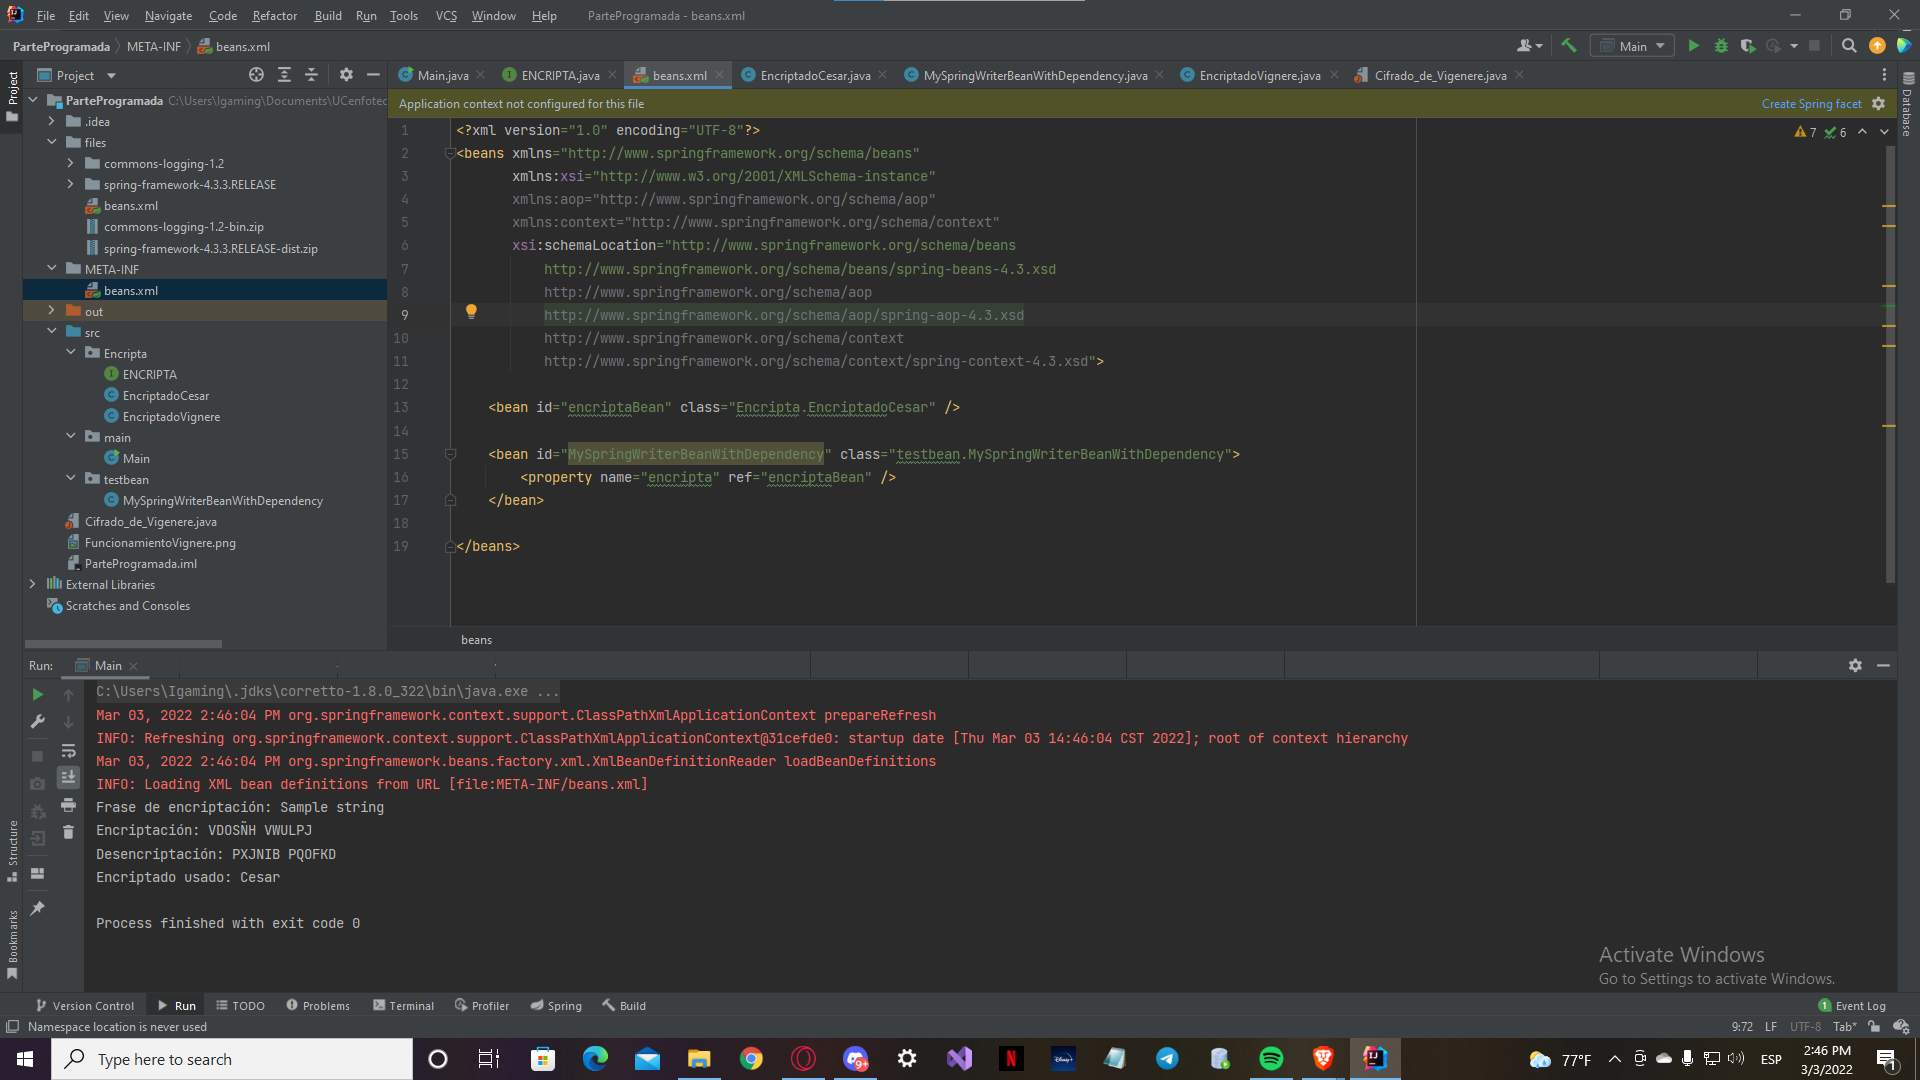 File Edit View Navigate Code Refactor Build Run Tools VCS Window Help ParteProgramada - beans.xml
ParteProgramada META-INF beans.xml
Main
Project
Main.java ENCRIPTA.java beans.xml EncriptadoCesar.java MySpringWriterBeanWithDependency.java EncriptadoVignere.java Cifrado_de_Vigenere.java
Project
Database
Structure
Bookmarks
ParteProgramada C:\Users\Igaming\Documents\UCenfotec
.idea
files
commons-logging-1.2
spring-framework-4.3.3.RELEASE
beans.xml
commons-logging-1.2-bin.zip
spring-framework-4.3.3.RELEASE-dist.zip
META-INF
beans.xml
out
src
Encripta
ENCRIPTA
EncriptadoCesar
EncriptadoVignere
main
Main
testbean
MySpringWriterBeanWithDependency
Cifrado_de_Vigenere.java
FuncionamientoVignere.png
ParteProgramada.iml
External Libraries
Scratches and Consoles
Application context not configured for this file Create Spring facet
7 6
1 <?xml version="1.0" encoding="UTF-8"?>
2 <beans xmlns="http://www.springframework.org/schema/beans"
3 xmlns:xsi="http://www.w3.org/2001/XMLSchema-instance"
4 xmlns:aop="http://www.springframework.org/schema/aop"
5 xmlns:context="http://www.springframework.org/schema/context"
6 xsi:schemaLocation="http://www.springframework.org/schema/beans
7 http://www.springframework.org/schema/beans/spring-beans-4.3.xsd
8 http://www.springframework.org/schema/aop
9 http://www.springframework.org/schema/aop/spring-aop-4.3.xsd
10 http://www.springframework.org/schema/context
11 http://www.springframework.org/schema/context/spring-context-4.3.xsd">
12
13 <bean id="encriptaBean" class="Encripta.EncriptadoCesar" />
14
15 <bean id="MySpringWriterBeanWithDependency" class="testbean.MySpringWriterBeanWithDependency">
16 <property name="encripta" ref="encriptaBean" />
17 </bean>
18
19 </beans>
beans
Run: Main
C:\Users\Igaming\.jdks\corretto-1.8.0_322\bin\java.exe ...
Mar 03, 2022 2:46:04 PM org.springframework.context.support.ClassPathXmlApplicationContext prepareRefresh
INFO: Refreshing org.springframework.context.support.ClassPathXmlApplicationContext@31cefde0: startup date [Thu Mar 03 14:46:04 CST 2022]; root of context hierarchy
Mar 03, 2022 2:46:04 PM org.springframework.beans.factory.xml.XmlBeanDefinitionReader loadBeanDefinitions
INFO: Loading XML bean definitions from URL [file:META-INF/beans.xml]
Frase de encriptación: Sample string
Encriptación: VDOSÑH VWULPJ
Desencriptación: PXJNIB PQOFKD
Encriptado usado: Cesar
Process finished with exit code 0
Activate Windows
Go to Settings to activate Windows.
Version Control Run TODO Problems Terminal Profiler Spring Build 1 Event Log
Namespace location is never used 9:72 LF UTF-8 Tab*
Type here to search 9+ N Disney+ 77°F ESP 2:46 PM
3/3/2022 1